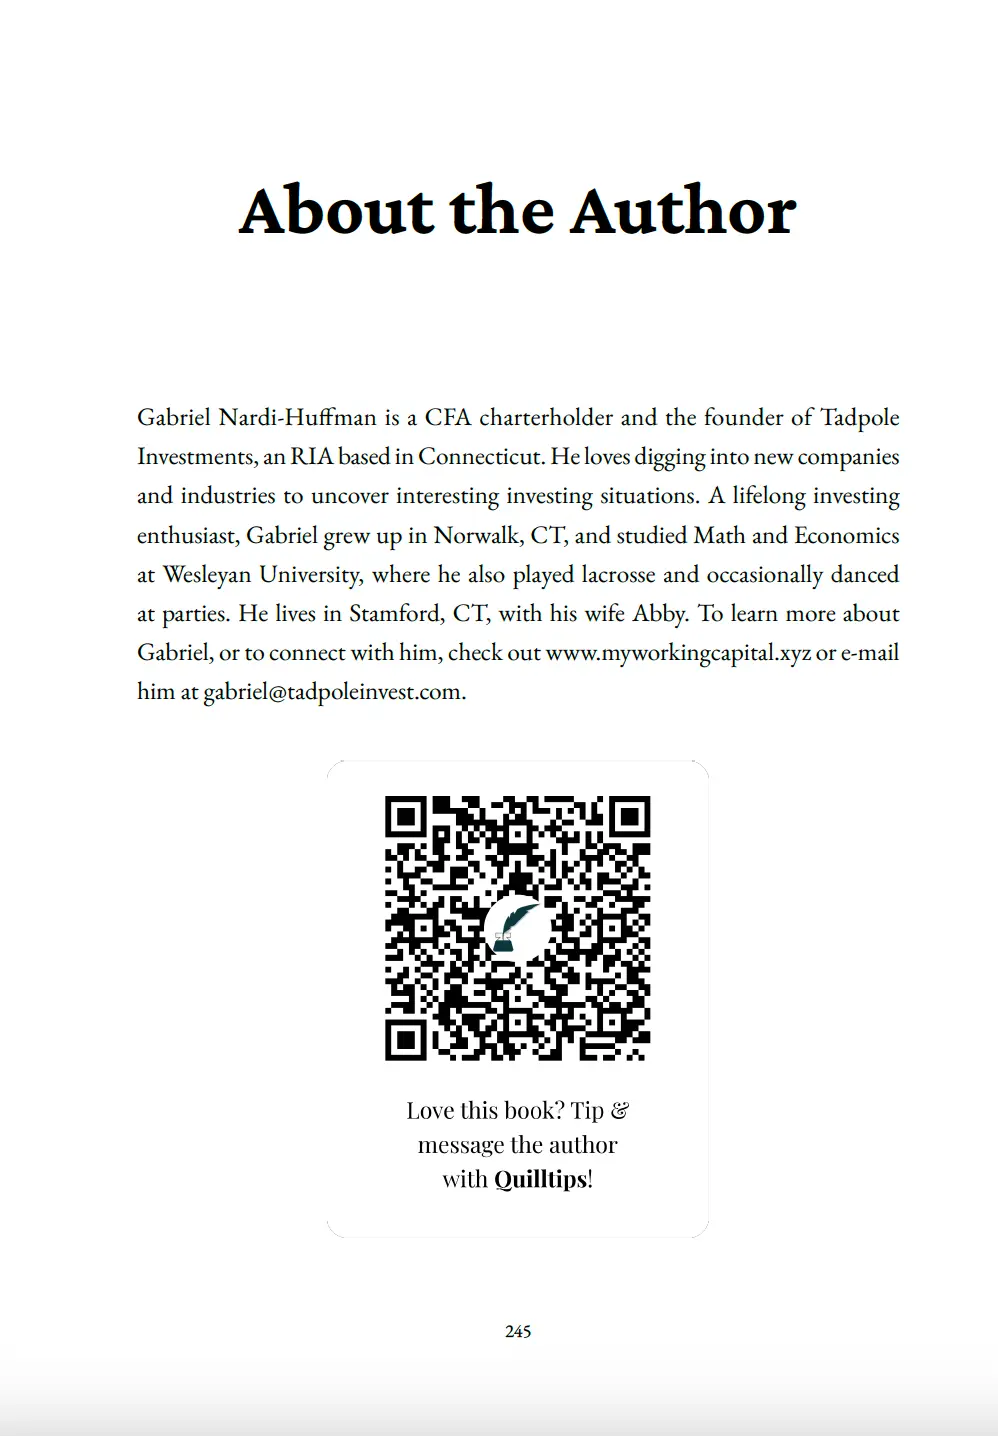 About the Author
Gabriel Nardi-Huffman is a CFA charterholder and the founder of Tadpole
Investments, an RIA based in Connecticut. He loves digging into new companies
and industries to uncover interesting investing situations. A lifelong investing
enthusiast, Gabriel grew up in Norwalk, CT, and studied Math and Economics
at Wesleyan University, where he also played lacrosse and occasionally danced
at parties. He lives in Stamford, CT, with his wife Abby. To learn more about
Gabriel, or to connect with him, check out www.myworkingcapital.xyz or e-mail
him at gabriel@tadpoleinvest.com.
Love this book? Tip &
message the author
with Quilltips!
245